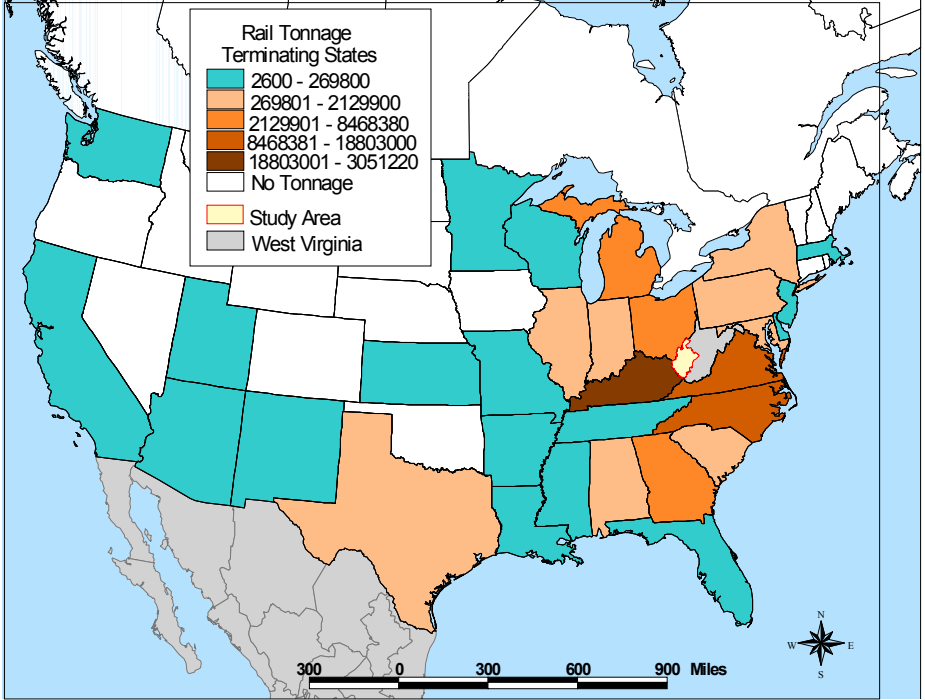 Rail Tonnage
Terminating States
2600 - 269800
269801 - 2129900
2129901 - 8468380
8468381 - 18803000
18803001 - 3051220
No Tonnage
Study Area
West Virginia
N
W E
S
300 0 300 600 900 Miles